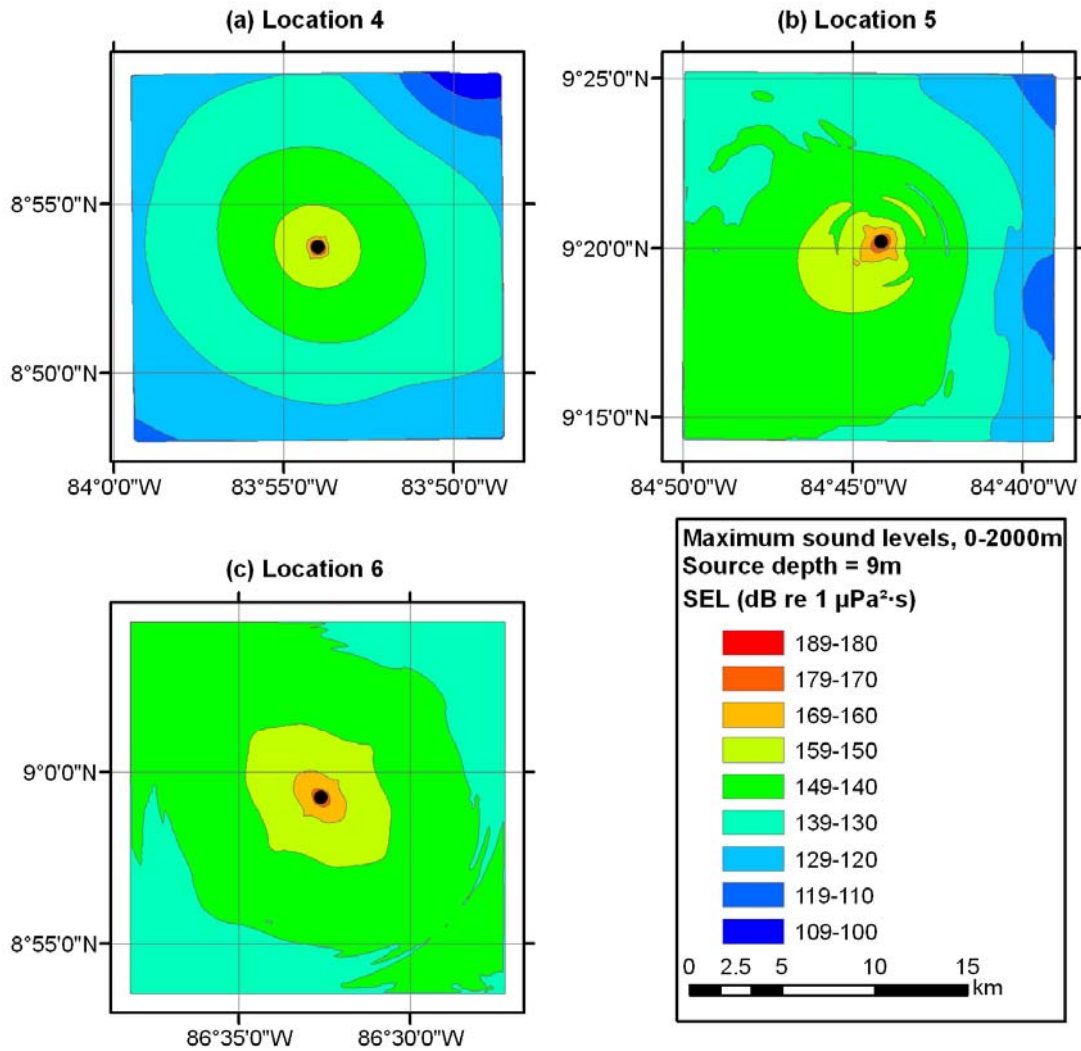 (a) Location 4
8°55'0"N
8°50'0"N
84°0'0"W 83°55'0"W 83°50'0"W
(b) Location 5
9°25'0"N
9°20'0"N
9°15'0"N
84°50'0"W 84°45'0"W 84°40'0"W
(c) Location 6
9°0'0"N
8°55'0"N
86°35'0"W 86°30'0"W
Maximum sound levels, 0-2000m
Source depth = 9m
SEL (dB re 1 µPa²·s)
189-180
179-170
169-160
159-150
149-140
139-130
129-120
119-110
109-100
0 2.5 5 10 15
km